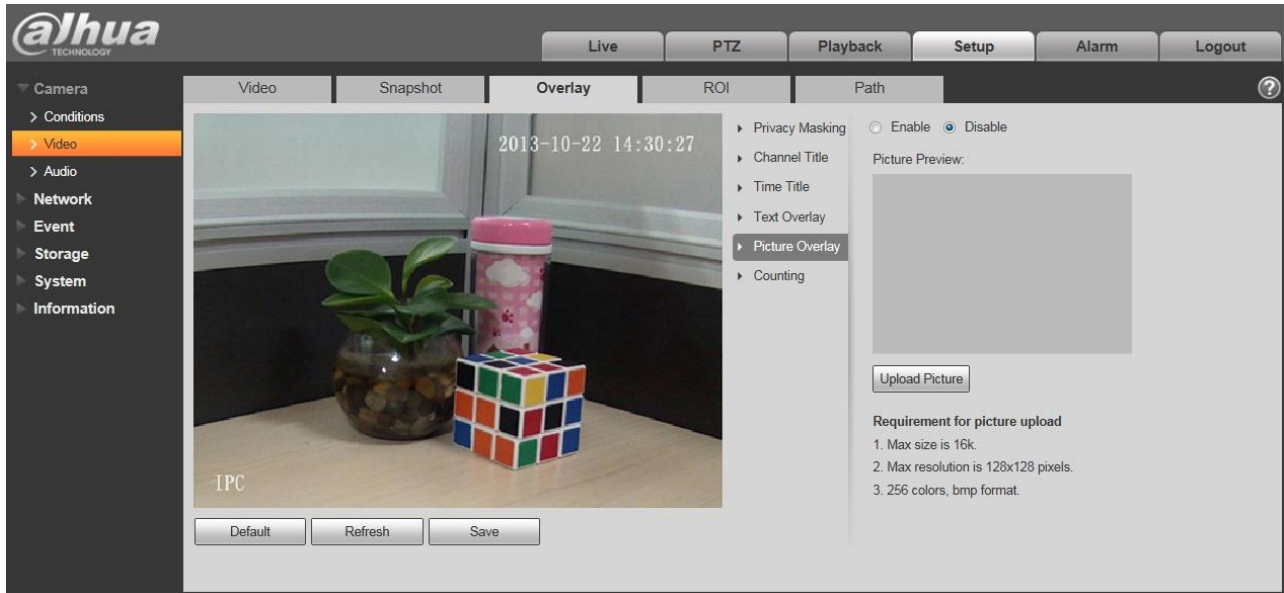 alhua
TECHNOLOGY
Live PTZ Playback Setup Alarm Logout
Camera
Conditions
Video
Audio
Network
Event
Storage
System
Information
Video Snapshot Overlay ROI Path ?
2013-10-22 14:30:27
IPC
Default Refresh Save
Privacy Masking
Channel Title
Time Title
Text Overlay
Picture Overlay
Counting
Enable Disable
Picture Preview:
Upload Picture
Requirement for picture upload
1. Max size is 16k.
2. Max resolution is 128x128 pixels.
3. 256 colors, bmp format.